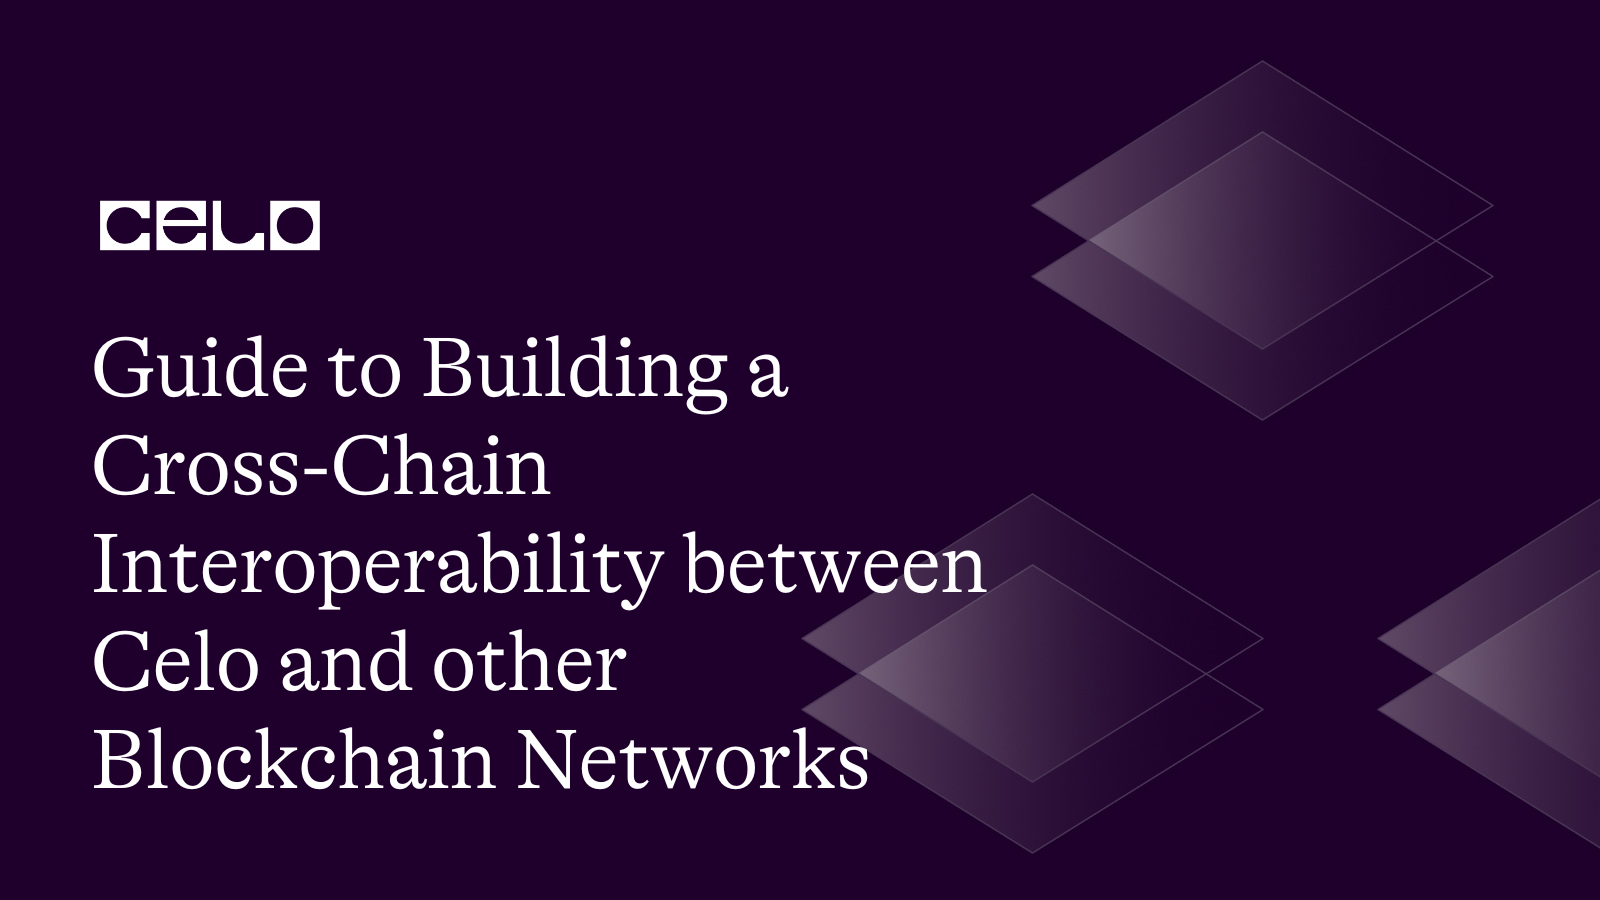 CELO
Guide to Building a
Cross-Chain
Interoperability between
Celo and other
Blockchain Networks